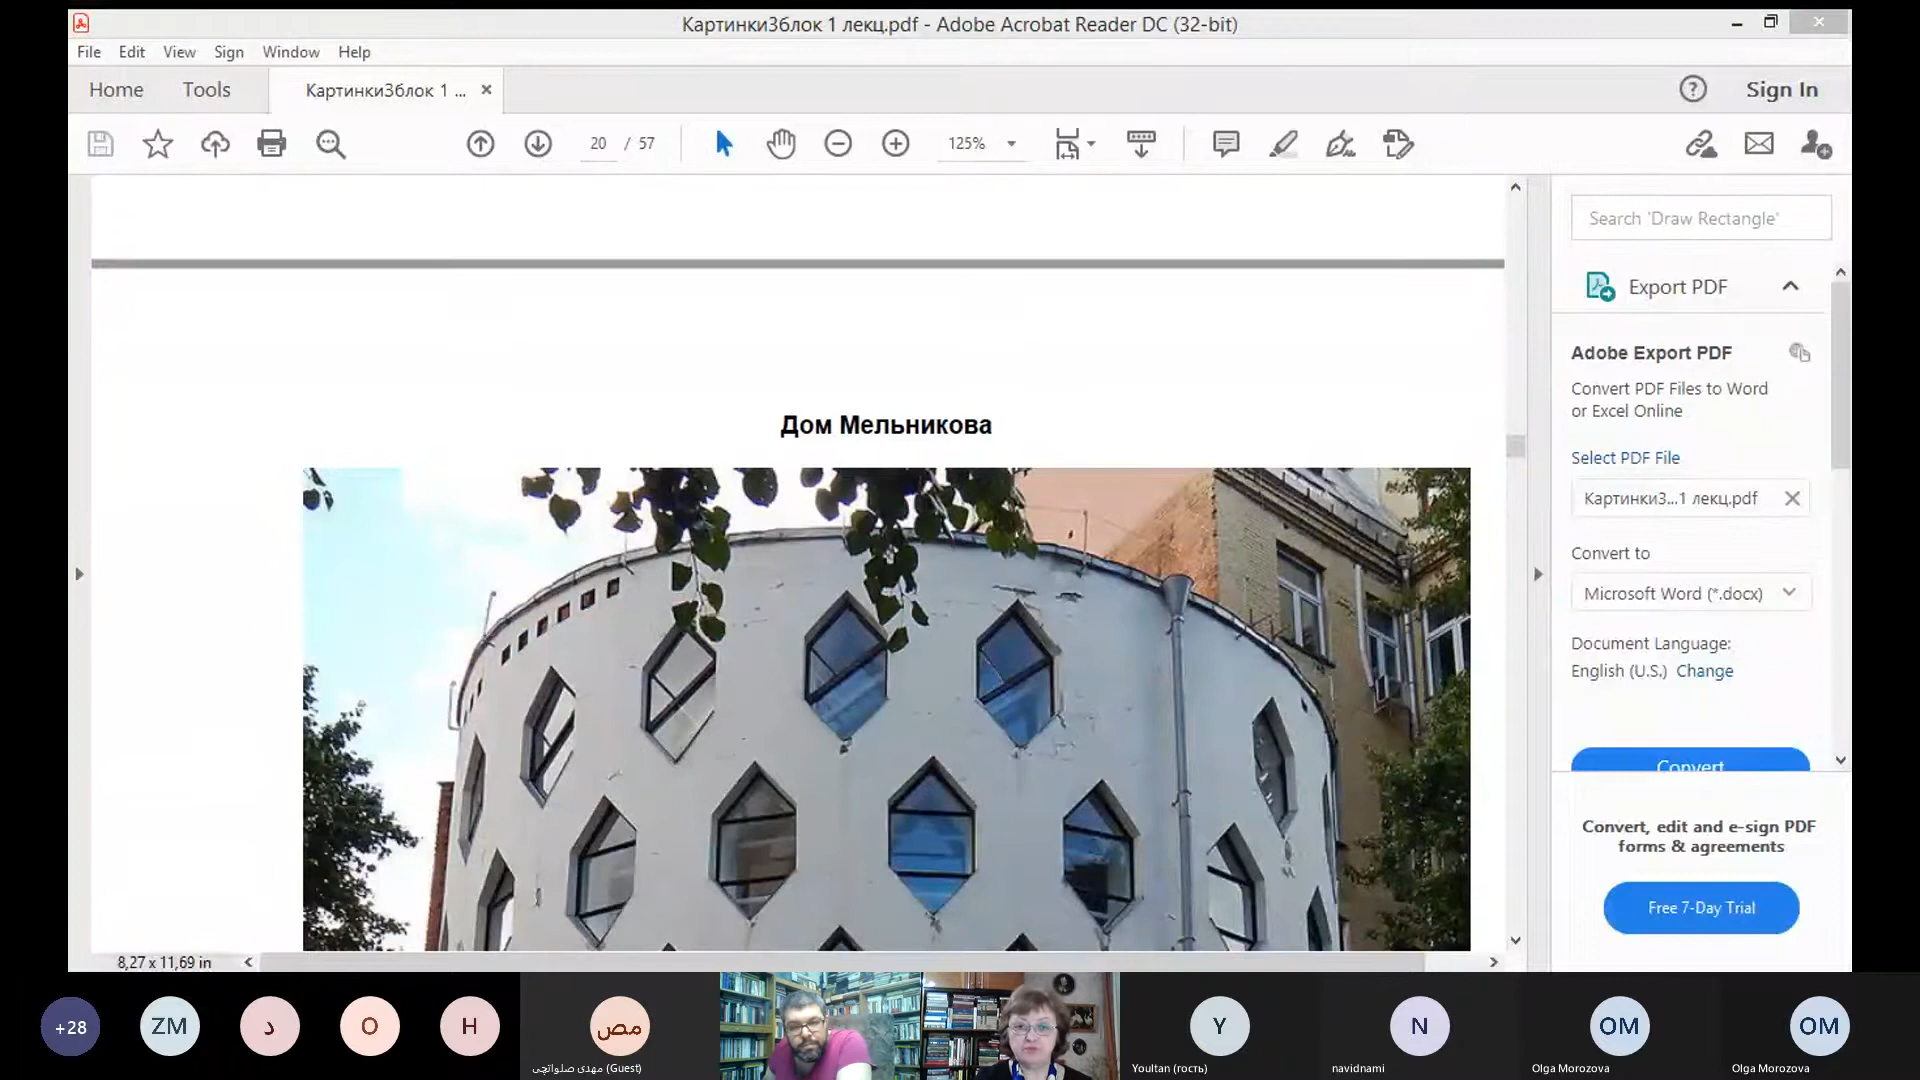 Картинки3блок 1 лекц.pdf - Adobe Acrobat Reader DC (32-bit)
File Edit View Sign Window Help
Home Tools Картинки3блок 1 ... Sign In
20 / 57 125%
Search 'Draw Rectangle'
Export PDF
Adobe Export PDF
Convert PDF Files to Word
or Excel Online
Select PDF File
Картинки3...1 лекц.pdf
Convert to
Microsoft Word (*.docx)
Document Language:
English (U.S.) Change
Convert
Convert, edit and e-sign PDF
forms & agreements
Free 7-Day Trial
Дом Мельникова
8,27 x 11,69 in
+28 ZM د O H مص Y N OM OM
مهدی صلواتچی (Guest) Youltan (гость) navidnami Olga Morozova Olga Morozova